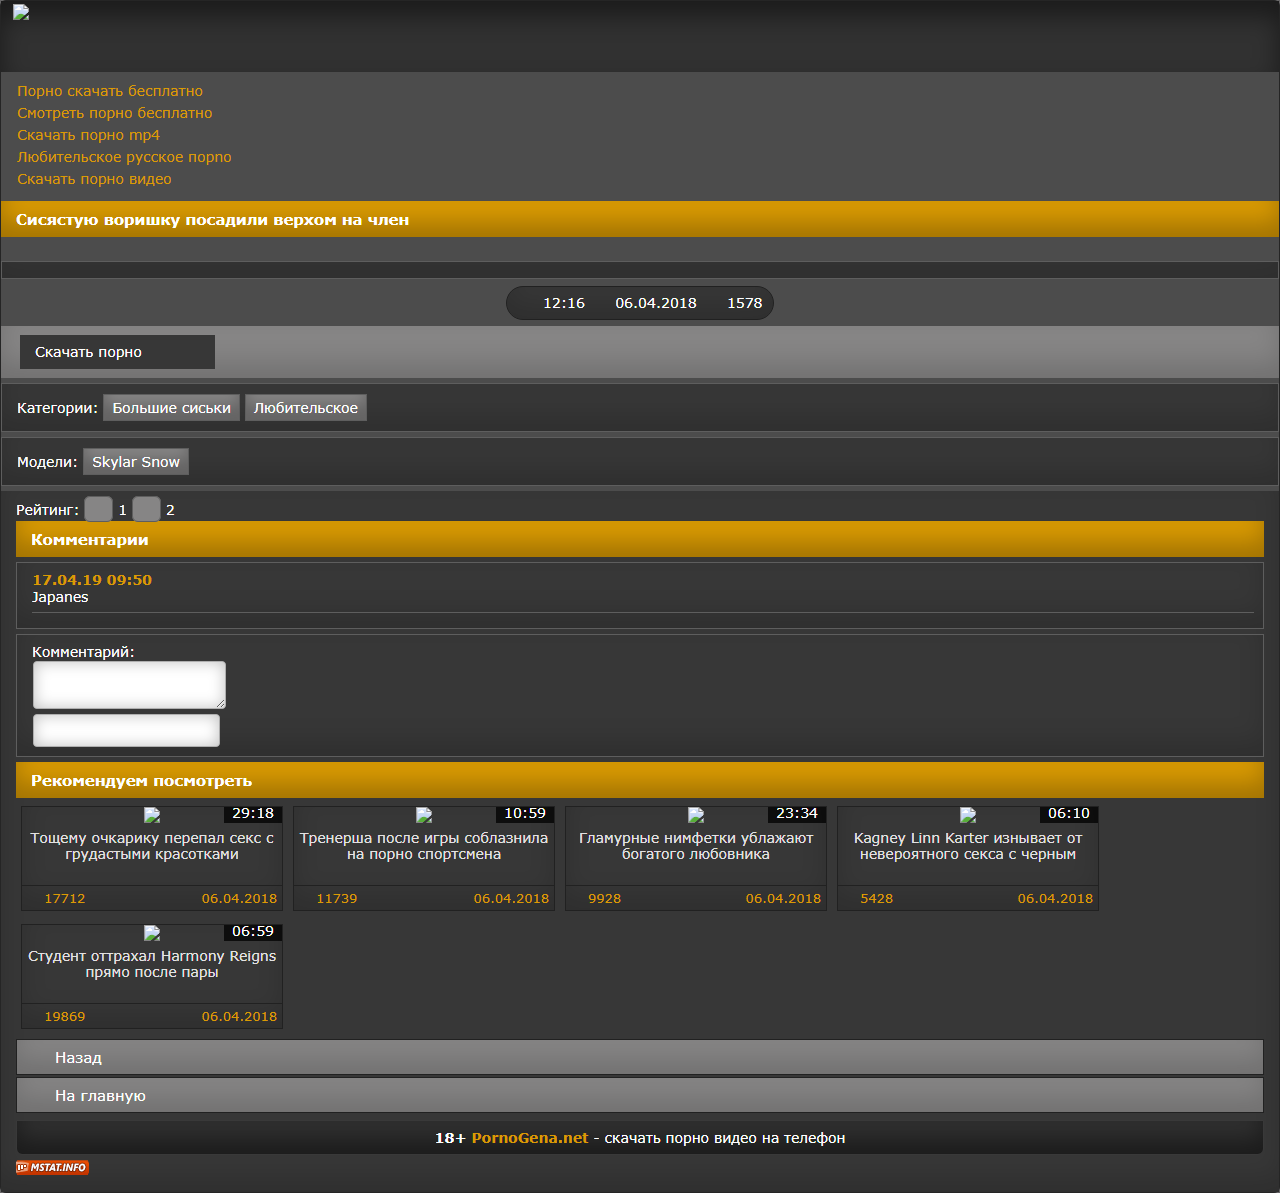 Порно скачать бесплатно
Смотреть порно бесплатно
Скачать порно mp4
Любительское русское порno
Скачать порно видео
Сисястую воришку посадили верхом на член
12:16 06.04.2018 1578
Скачать порно
Категории: Большие сиськи Любительское
Модели: Skylar Snow
Рейтинг: 1 2
Комментарии
17.04.19 09:50
Japanes
Комментарий:
Рекомендуем посмотреть
29:18
Тощему очкарику перепал секс с
грудастыми красотками
17712 06.04.2018
10:59
Тренерша после игры соблазнила
на порно спортсмена
11739 06.04.2018
23:34
Гламурные нимфетки ублажают
богатого любовника
9928 06.04.2018
06:10
Kagney Linn Karter изнывает от
невероятного секса с черным
5428 06.04.2018
06:59
Студент оттрахал Harmony Reigns
прямо после пары
19869 06.04.2018
Назад
На главную
18+ PornoGena.net - скачать порно видео на телефон
MSTAT.INFO